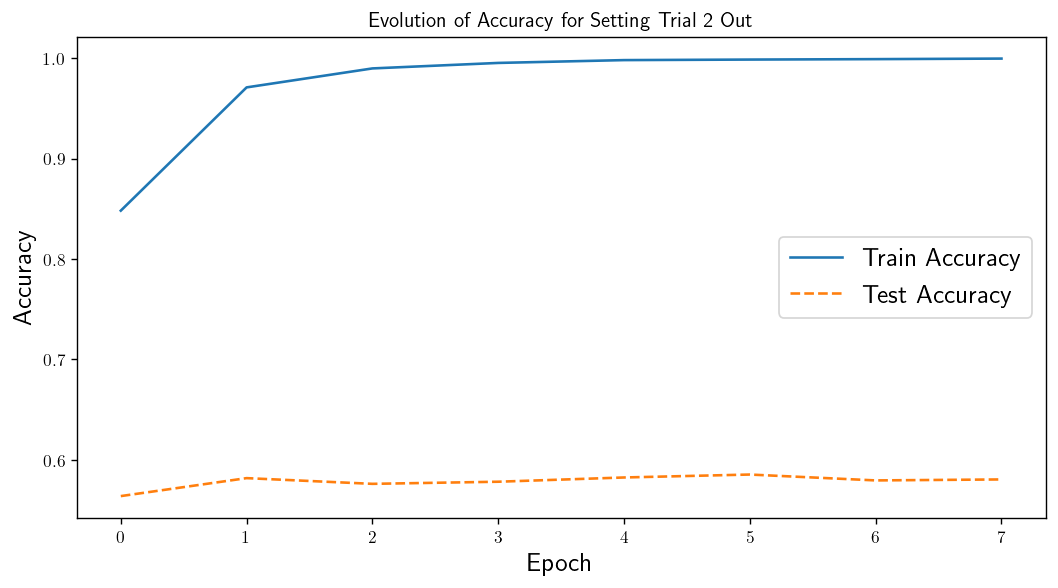 Evolution of Accuracy for Setting Trial 2 Out
1.0
0.9
0.8
0.7
0.6
Accuracy
Train Accuracy
Test Accuracy
0 1 2 3 4 5 6 7
Epoch